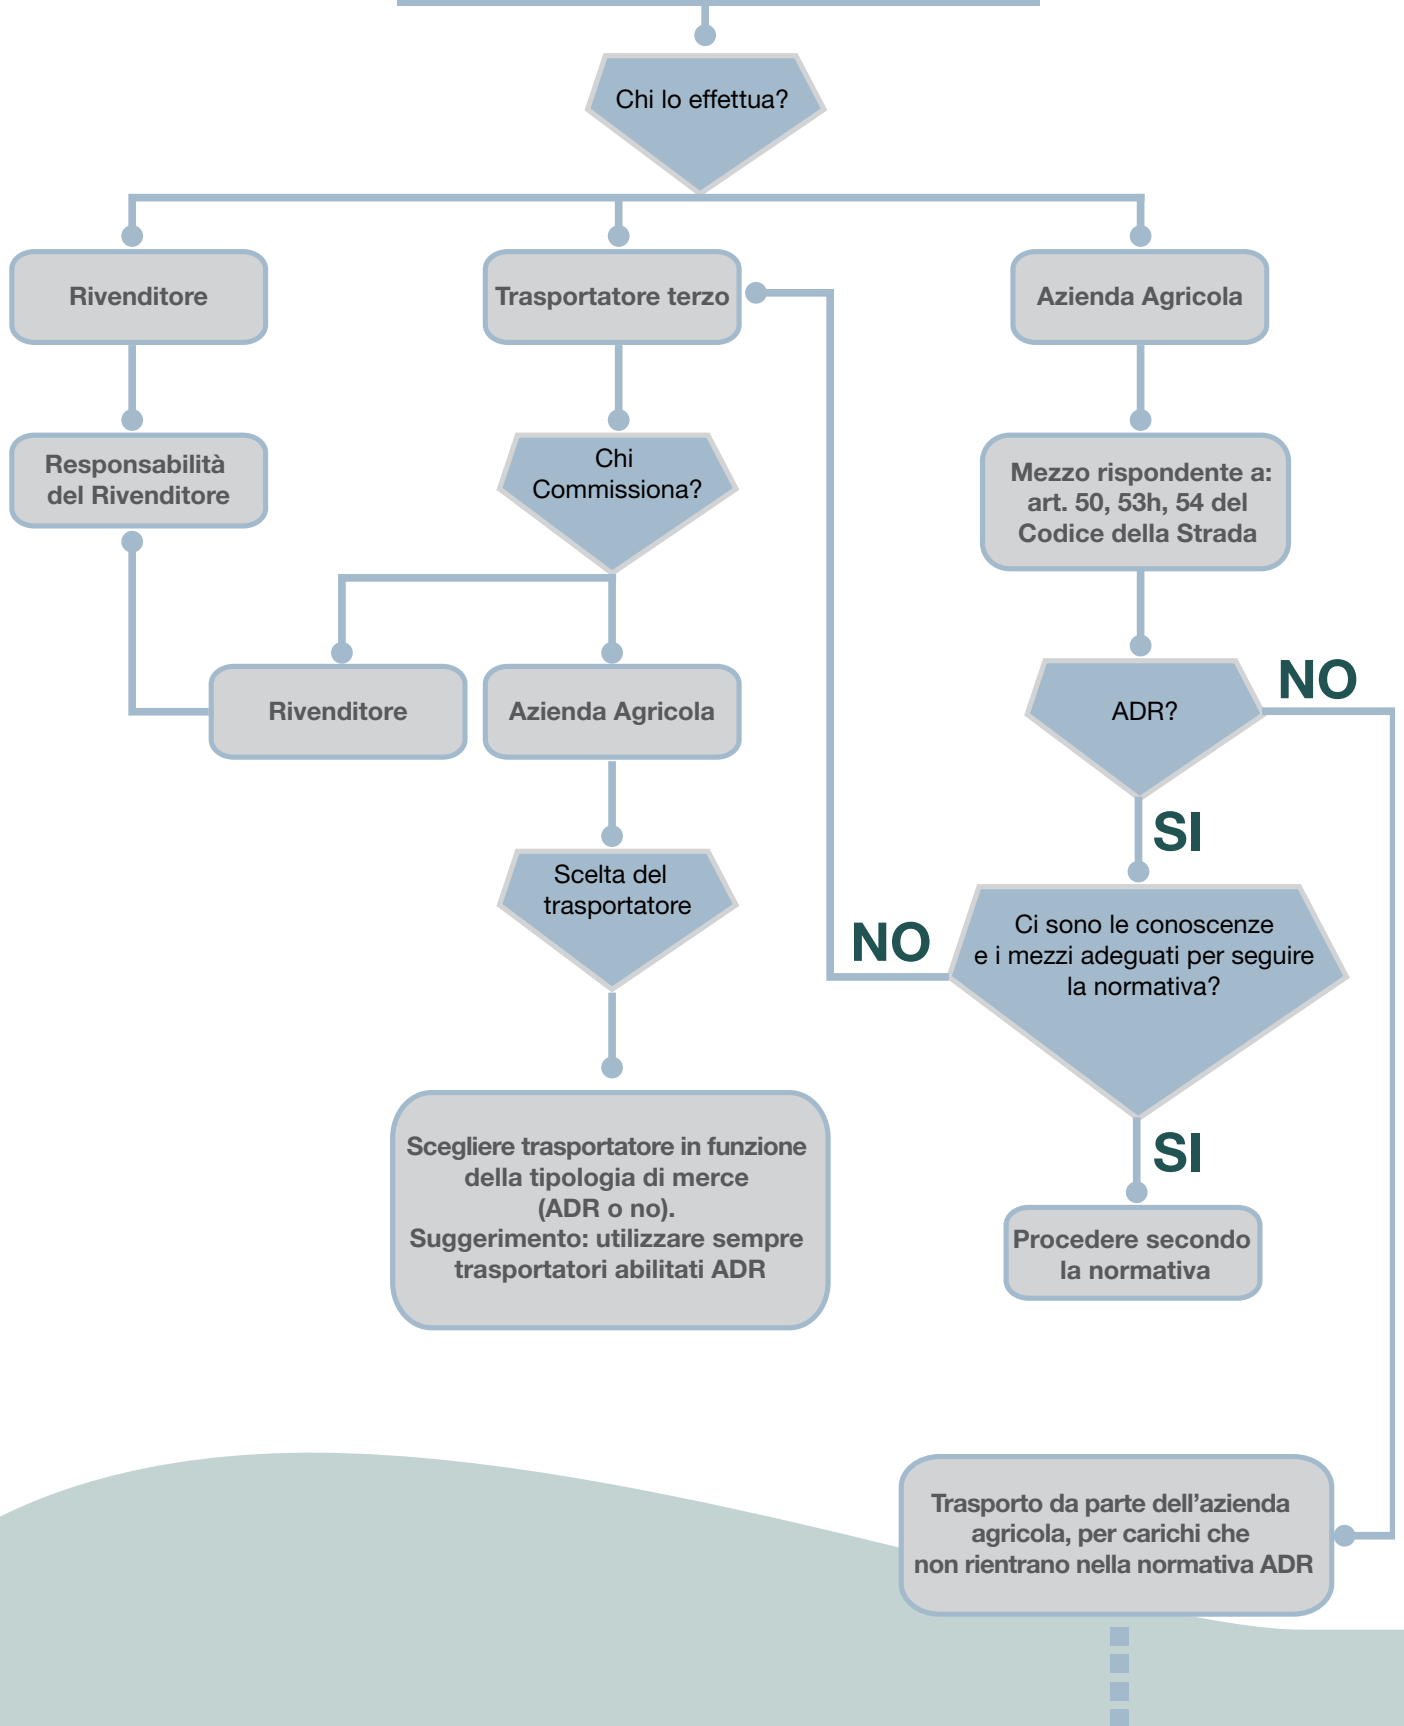 Chi lo effettua?
Rivenditore
Trasportatore terzo
Azienda Agricola
Responsabilità
del Rivenditore
Chi
Commissiona?
Mezzo rispondente a:
art. 50, 53h, 54 del
Codice della Strada
Rivenditore
Azienda Agricola
ADR?
NO
SI
Scelta del
trasportatore
NO
Ci sono le conoscenze
e i mezzi adeguati per seguire
la normativa?
Scegliere trasportatore in funzione
della tipologia di merce
(ADR o no).
Suggerimento: utilizzare sempre
trasportatori abilitati ADR
SI
Procedere secondo
la normativa
Trasporto da parte dell’azienda
agricola, per carichi che
non rientrano nella normativa ADR